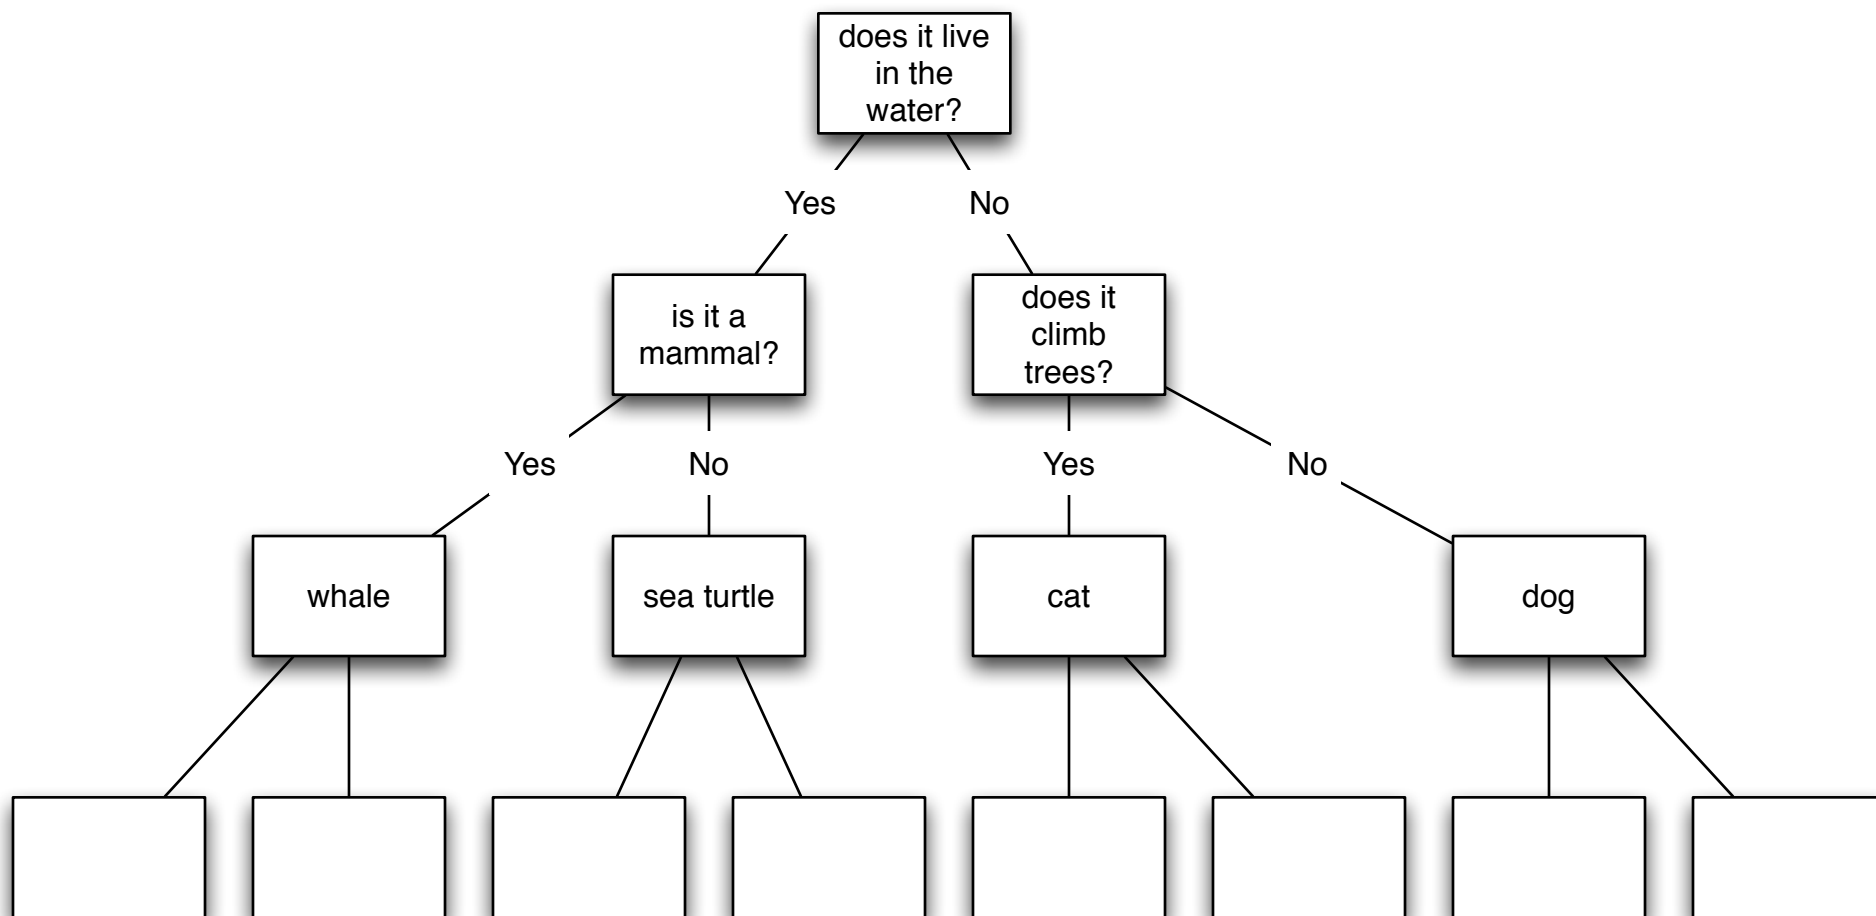 does it live
in the
water?
Yes
No
is it a
mammal?
does it
climb
trees?
Yes
No
Yes
No
whale
sea turtle
cat
dog